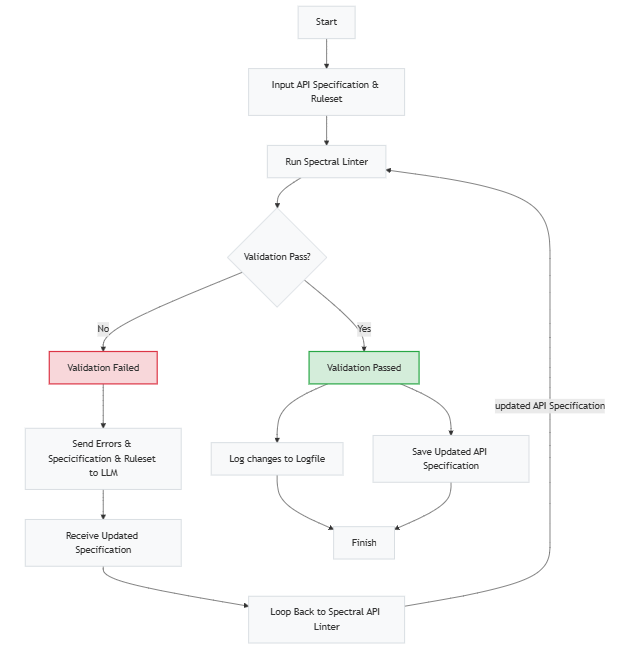 Start
Input API Specification &
Ruleset
Run Spectral Linter
Validation Pass?
No
Yes
Validation Failed
Validation Passed
updated API Specification
Send Errors &
Specicification & Ruleset
to LLM
Log changes to Logfile
Save Updated API
Specification
Receive Updated
Specification
Finish
Loop Back to Spectral API
Linter